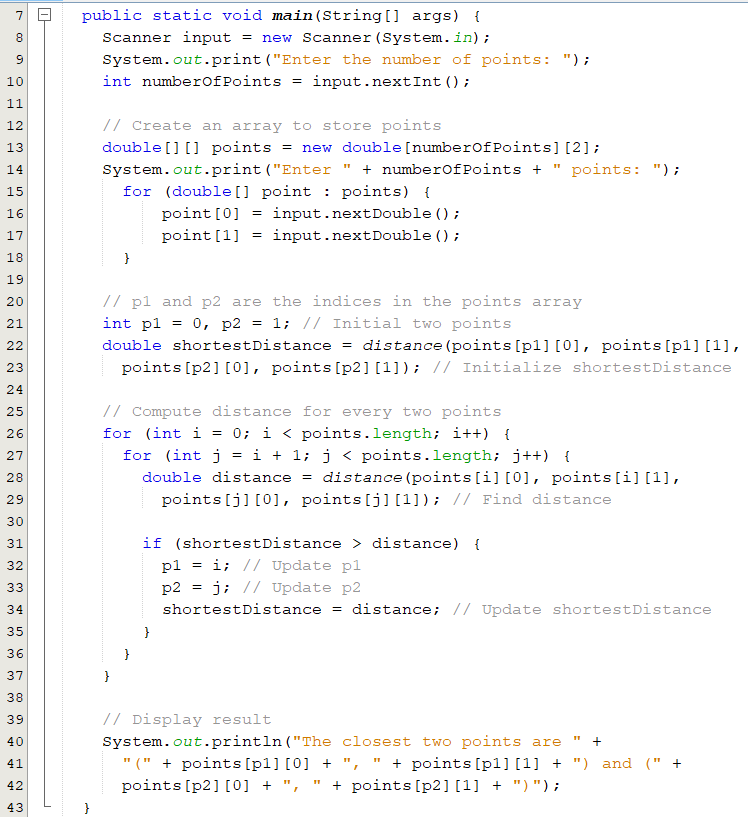 7 public static void main(String[] args) {
8 Scanner input = new Scanner(System.in);
9 System.out.print("Enter the number of points: ");
10 int numberOfPoints = input.nextInt();
11
12 // Create an array to store points
13 double[][] points = new double[numberOfPoints][2];
14 System.out.print("Enter " + numberOfPoints + " points: ");
15 for (double[] point : points) {
16 point[0] = input.nextDouble();
17 point[1] = input.nextDouble();
18 }
19
20 // p1 and p2 are the indices in the points array
21 int p1 = 0, p2 = 1; // Initial two points
22 double shortestDistance = distance(points[p1][0], points[p1][1],
23 points[p2][0], points[p2][1]); // Initialize shortestDistance
24
25 // Compute distance for every two points
26 for (int i = 0; i < points.length; i++) {
27 for (int j = i + 1; j < points.length; j++) {
28 double distance = distance(points[i][0], points[i][1],
29 points[j][0], points[j][1]); // Find distance
30
31 if (shortestDistance > distance) {
32 p1 = i; // Update p1
33 p2 = j; // Update p2
34 shortestDistance = distance; // Update shortestDistance
35 }
36 }
37 }
38
39 // Display result
40 System.out.println("The closest two points are " +
41 "(" + points[p1][0] + ", " + points[p1][1] + ") and (" +
42 points[p2][0] + ", " + points[p2][1] + ")");
43 }